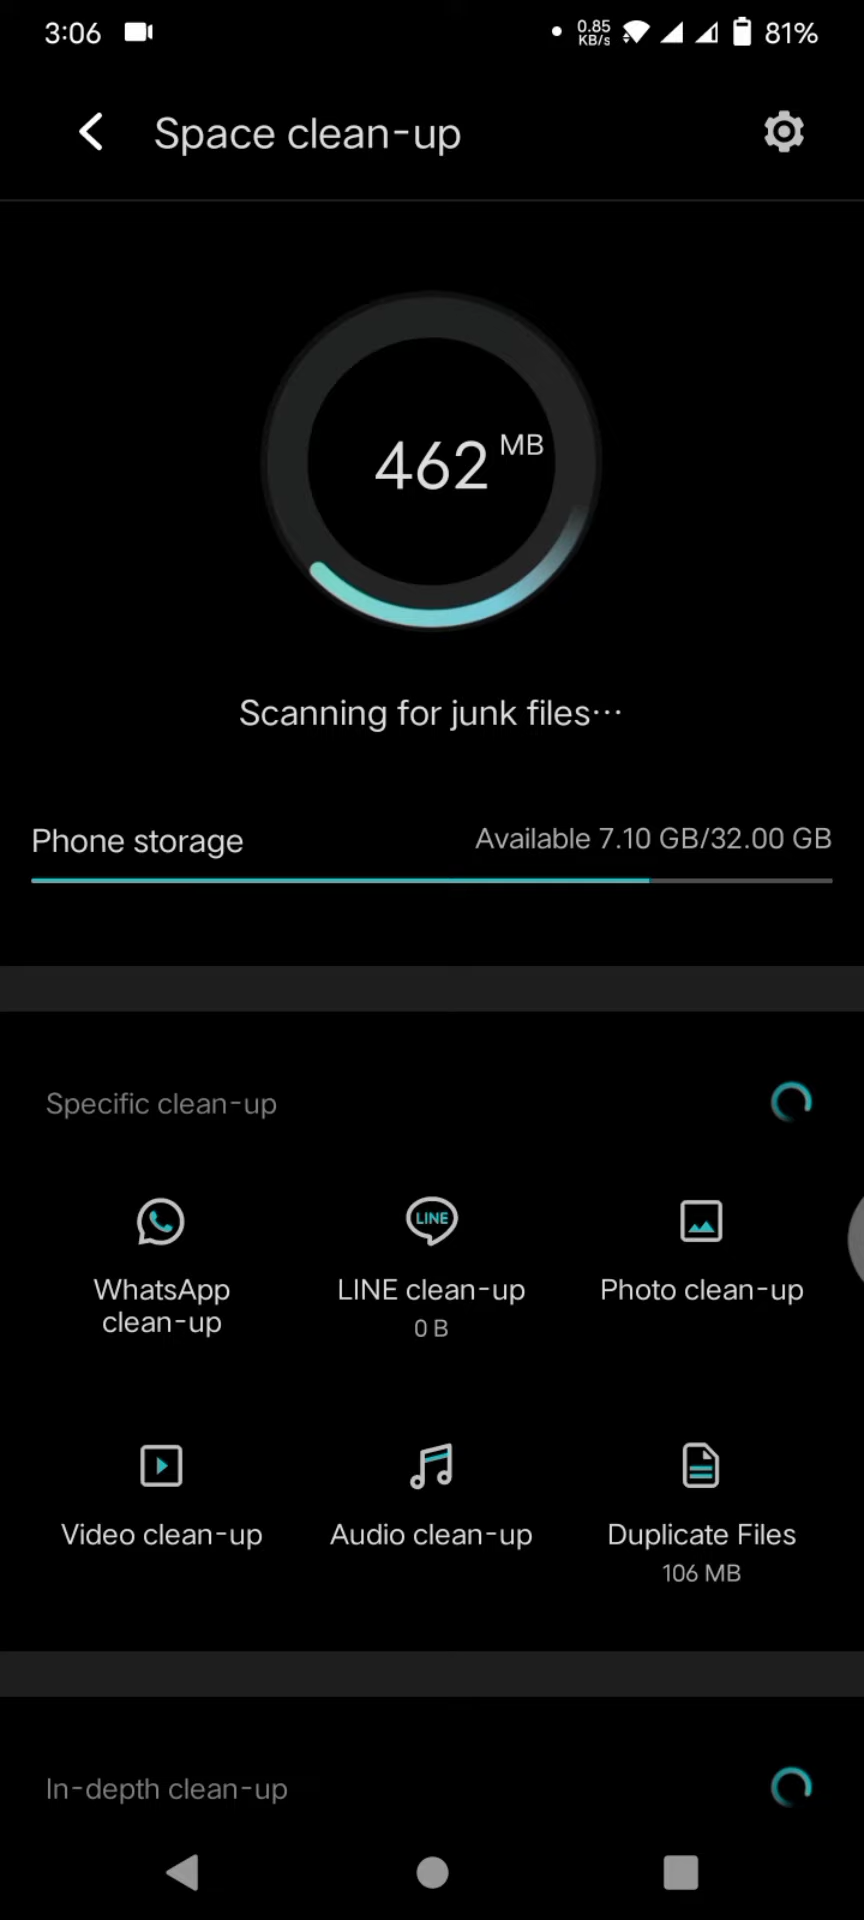 3:06
0.85
KB/s
81%
Space clean-up
462 MB
Scanning for junk files···
Phone storage
Available 7.10 GB/32.00 GB
Specific clean-up
LINE
WhatsApp
clean-up
LINE clean-up
0 B
Photo clean-up
Video clean-up
Audio clean-up
Duplicate Files
106 MB
In-depth clean-up